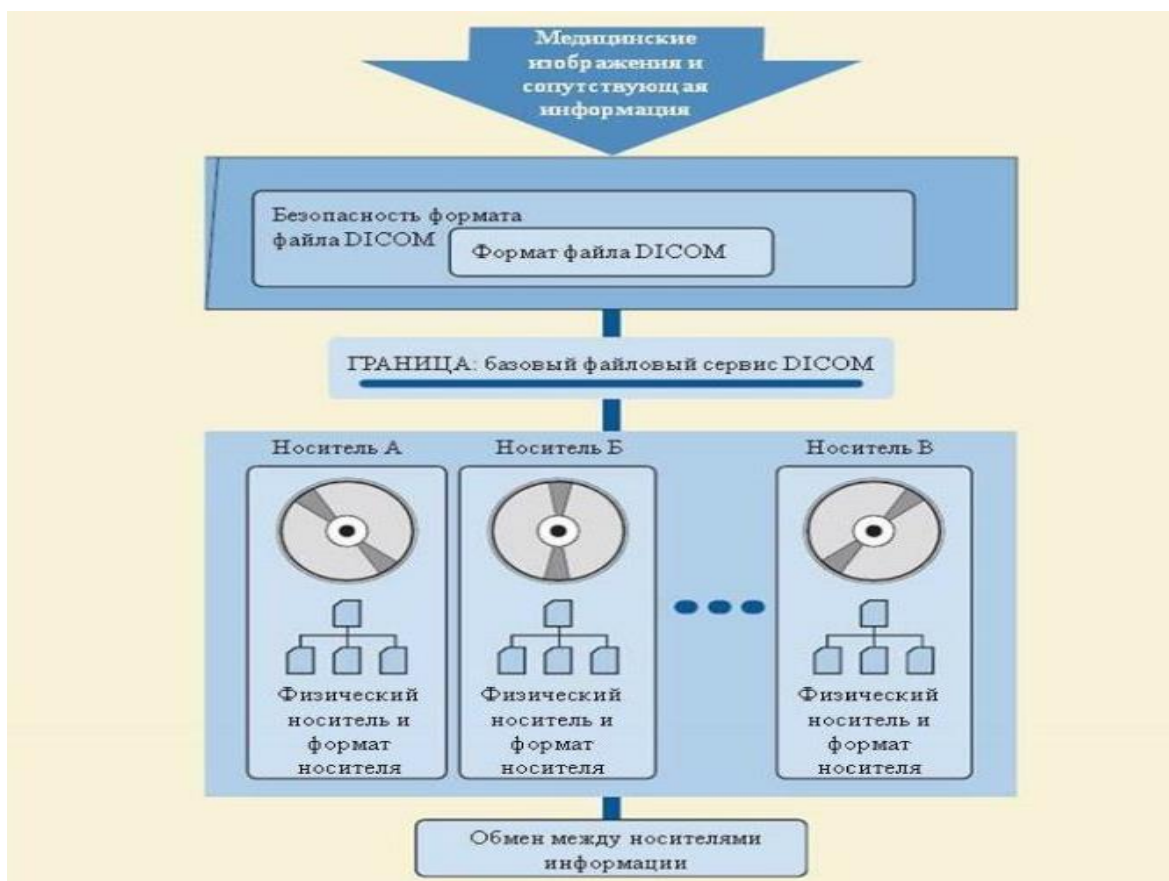 Медицинские
изображения и
сопутствующая
информация
Безопасность формата
файла DICOM
Формат файла DICOM
ГРАНИЦА: базовый файловый сервис DICOM
Носитель А
Носитель Б
Носитель В
Физический
носитель и
формат
носителя
Физический
носитель и
формат
носителя
Физический
носитель и
формат
носителя
Обмен между носителями
информации